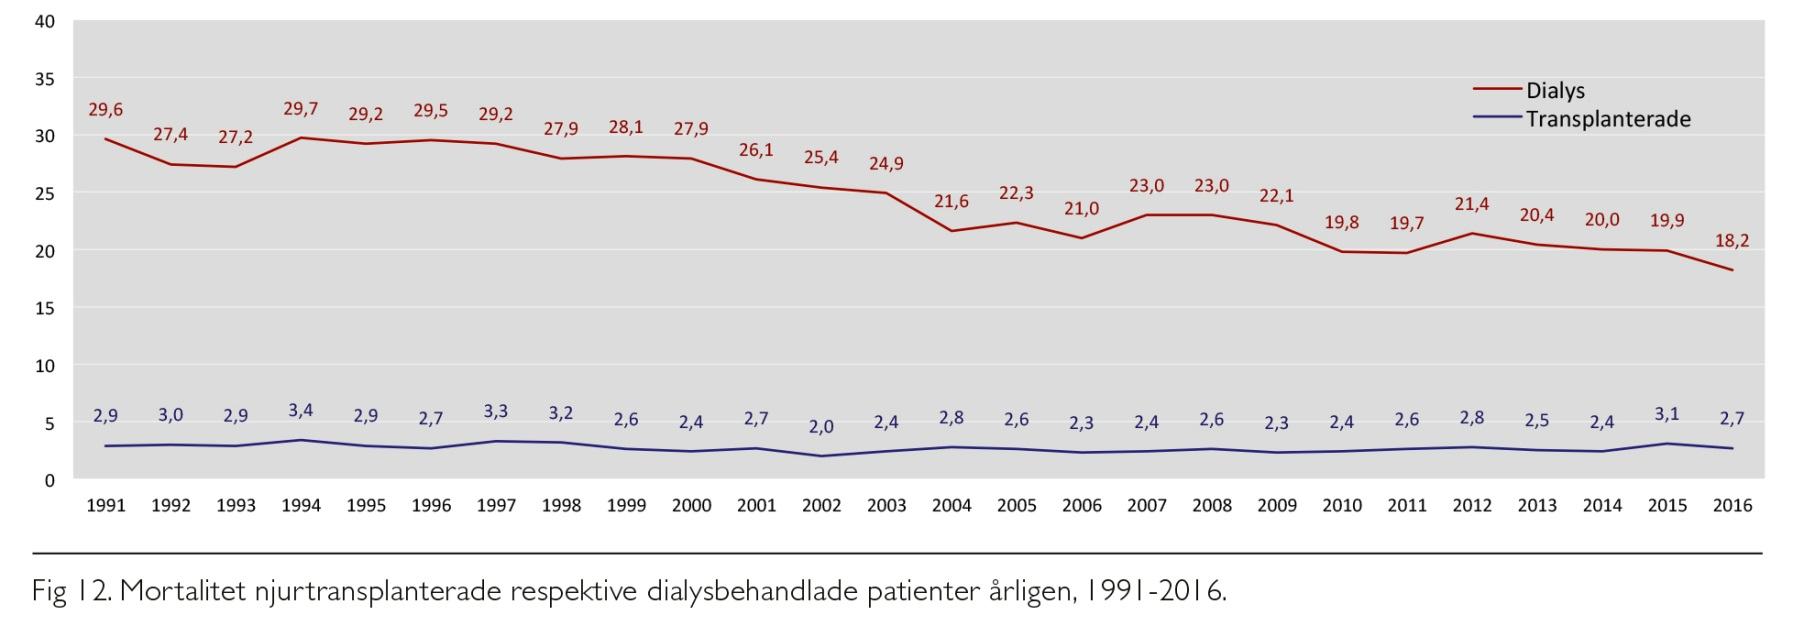 40
35
30
25
20
15
10
5
0
Dialys
Transplanterade
29,6 27,4 27,2 29,7 29,2 29,5 29,2 27,9 28,1 27,9 26,1 25,4 24,9 21,6 22,3 21,0 23,0 23,0 22,1 19,8 19,7 21,4 20,4 20,0 19,9 18,2
2,9 3,0 2,9 3,4 2,9 2,7 3,3 3,2 2,6 2,4 2,7 2,0 2,4 2,8 2,6 2,3 2,4 2,6 2,3 2,4 2,6 2,8 2,5 2,4 3,1 2,7
1991 1992 1993 1994 1995 1996 1997 1998 1999 2000 2001 2002 2003 2004 2005 2006 2007 2008 2009 2010 2011 2012 2013 2014 2015 2016
Fig 12. Mortalitet njurtransplanterade respektive dialysbehandlade patienter årligen, 1991-2016.